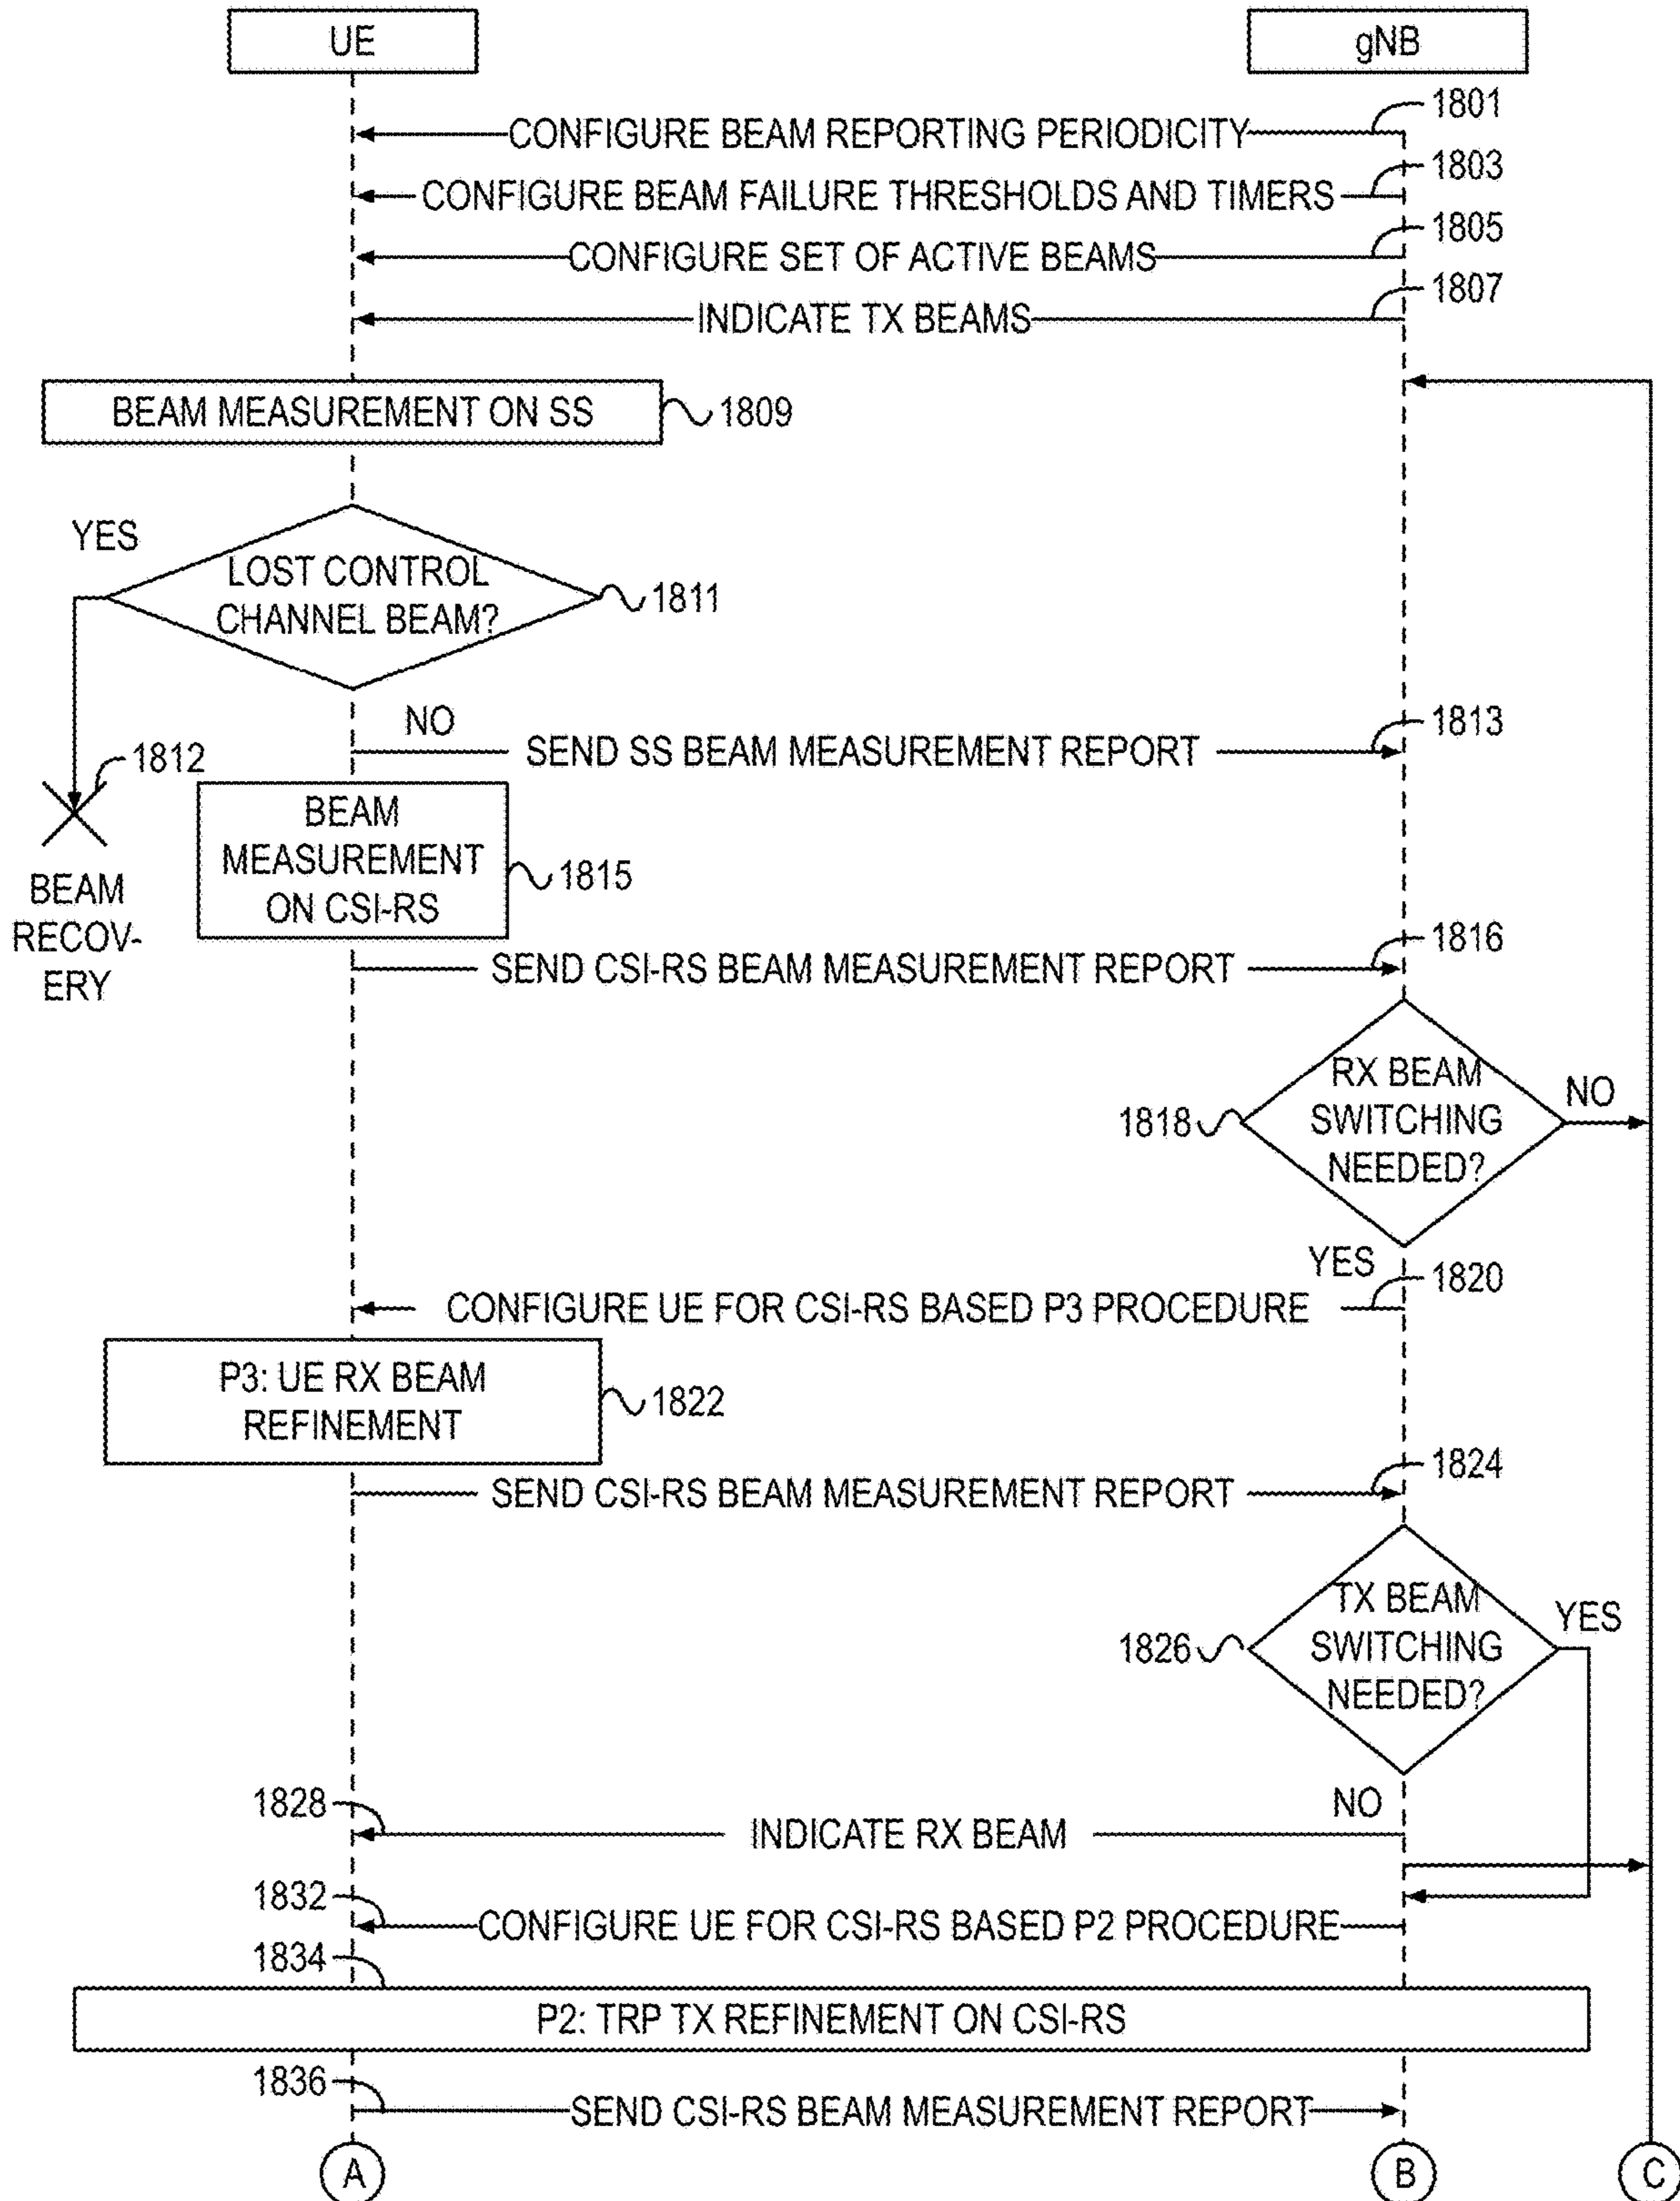 UE
gNB
1801
CONFIGURE BEAM REPORTING PERIODICITY
1803
CONFIGURE BEAM FAILURE THRESHOLDS AND TIMERS
1805
CONFIGURE SET OF ACTIVE BEAMS
1807
INDICATE TX BEAMS
BEAM MEASUREMENT ON SS
1809
YES
LOST CONTROL
CHANNEL BEAM?
1811
NO
1813
SEND SS BEAM MEASUREMENT REPORT
1812
BEAM
RECOV-
ERY
BEAM
MEASUREMENT
ON CSI-RS
1815
1816
SEND CSI-RS BEAM MEASUREMENT REPORT
RX BEAM
SWITCHING
NEEDED?
1818
NO
YES
1820
CONFIGURE UE FOR CSI-RS BASED P3 PROCEDURE
P3: UE RX BEAM
REFINEMENT
1822
1824
SEND CSI-RS BEAM MEASUREMENT REPORT
TX BEAM
SWITCHING
NEEDED?
1826
YES
NO
1828
INDICATE RX BEAM
1832
CONFIGURE UE FOR CSI-RS BASED P2 PROCEDURE
1834
P2: TRP TX REFINEMENT ON CSI-RS
1836
SEND CSI-RS BEAM MEASUREMENT REPORT
A
B
C